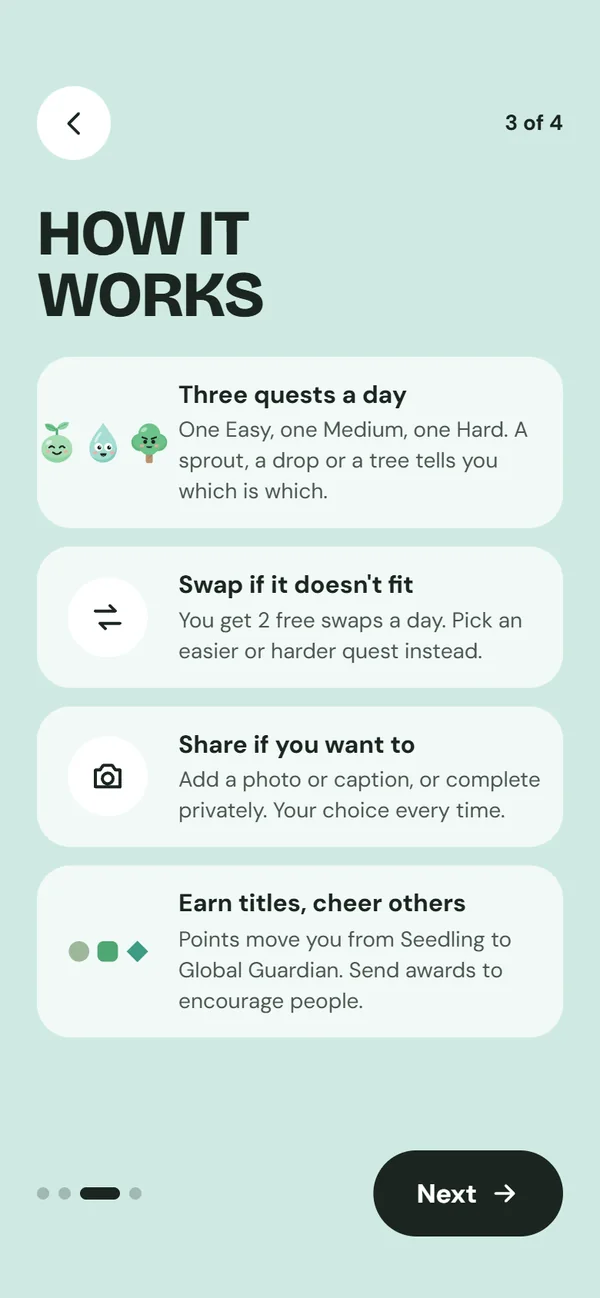 3 of 4
HOW IT
WORKS
Three quests a day
One Easy, one Medium, one Hard. A
sprout, a drop or a tree tells you
which is which.
Swap if it doesn't fit
You get 2 free swaps a day. Pick an
easier or harder quest instead.
Share if you want to
Add a photo or caption, or complete
privately. Your choice every time.
Earn titles, cheer others
Points move you from Seedling to
Global Guardian. Send awards to
encourage people.
Next